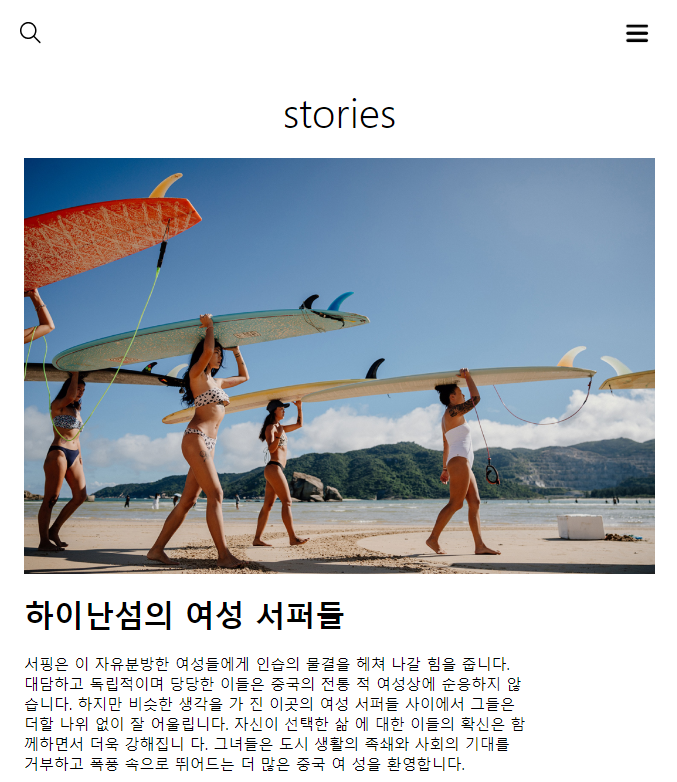 stories
하이난섬의 여성 서퍼들
서핑은 이 자유분방한 여성들에게 인습의 물결을 헤쳐 나갈 힘을 줍니다.
대담하고 독립적이며 당당한 이들은 중국의 전통 적 여성상에 순응하지 않
습니다. 하지만 비슷한 생각을 가 진 이곳의 여성 서퍼들 사이에서 그들은
더할 나위 없이 잘 어울립니다. 자신이 선택한 삶 에 대한 이들의 확신은 함
께하면서 더욱 강해집니 다. 그녀들은 도시 생활의 족쇄와 사회의 기대를
거부하고 폭풍 속으로 뛰어드는 더 많은 중국 여 성을 환영합니다.